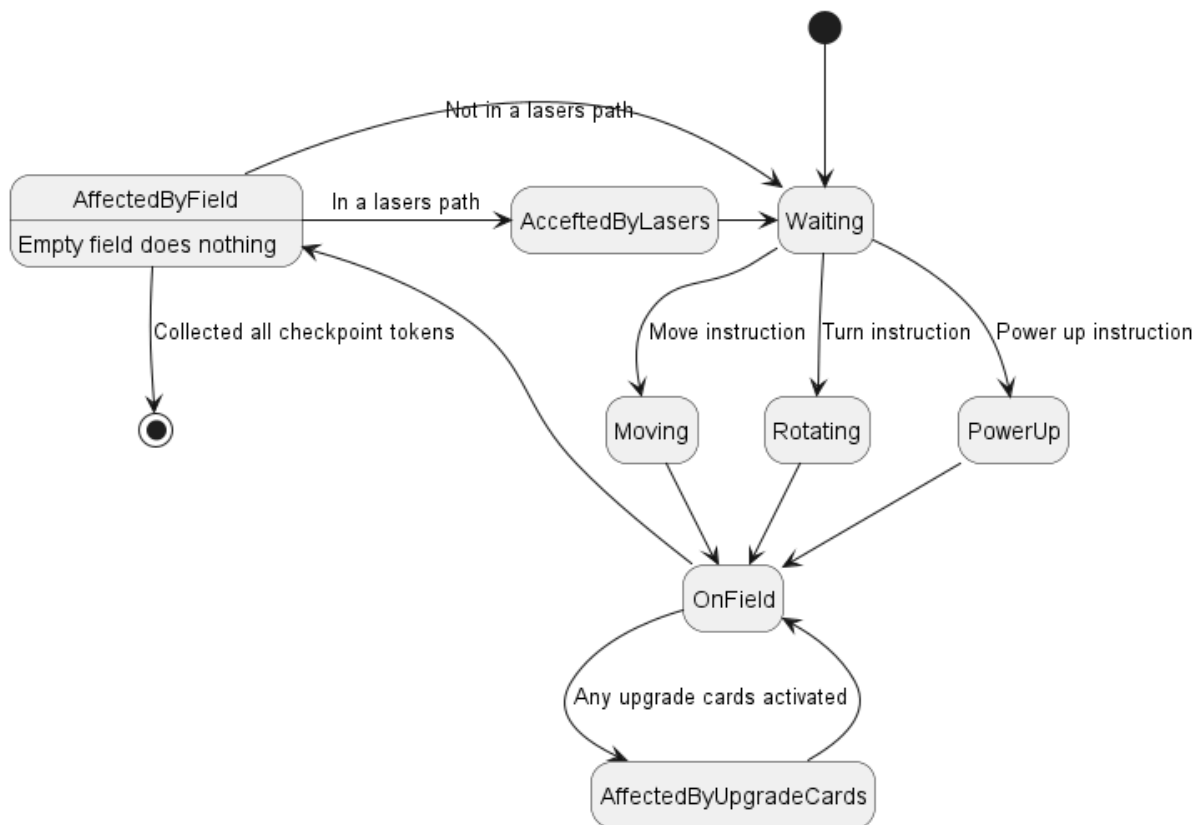 Not in a lasers path
AffectedByField
Empty field does nothing
In a lasers path
AcceftedByLasers
Waiting
Collected all checkpoint tokens
Move instruction
Turn instruction
Power up instruction
Moving
Rotating
PowerUp
OnField
Any upgrade cards activated
AffectedByUpgradeCards